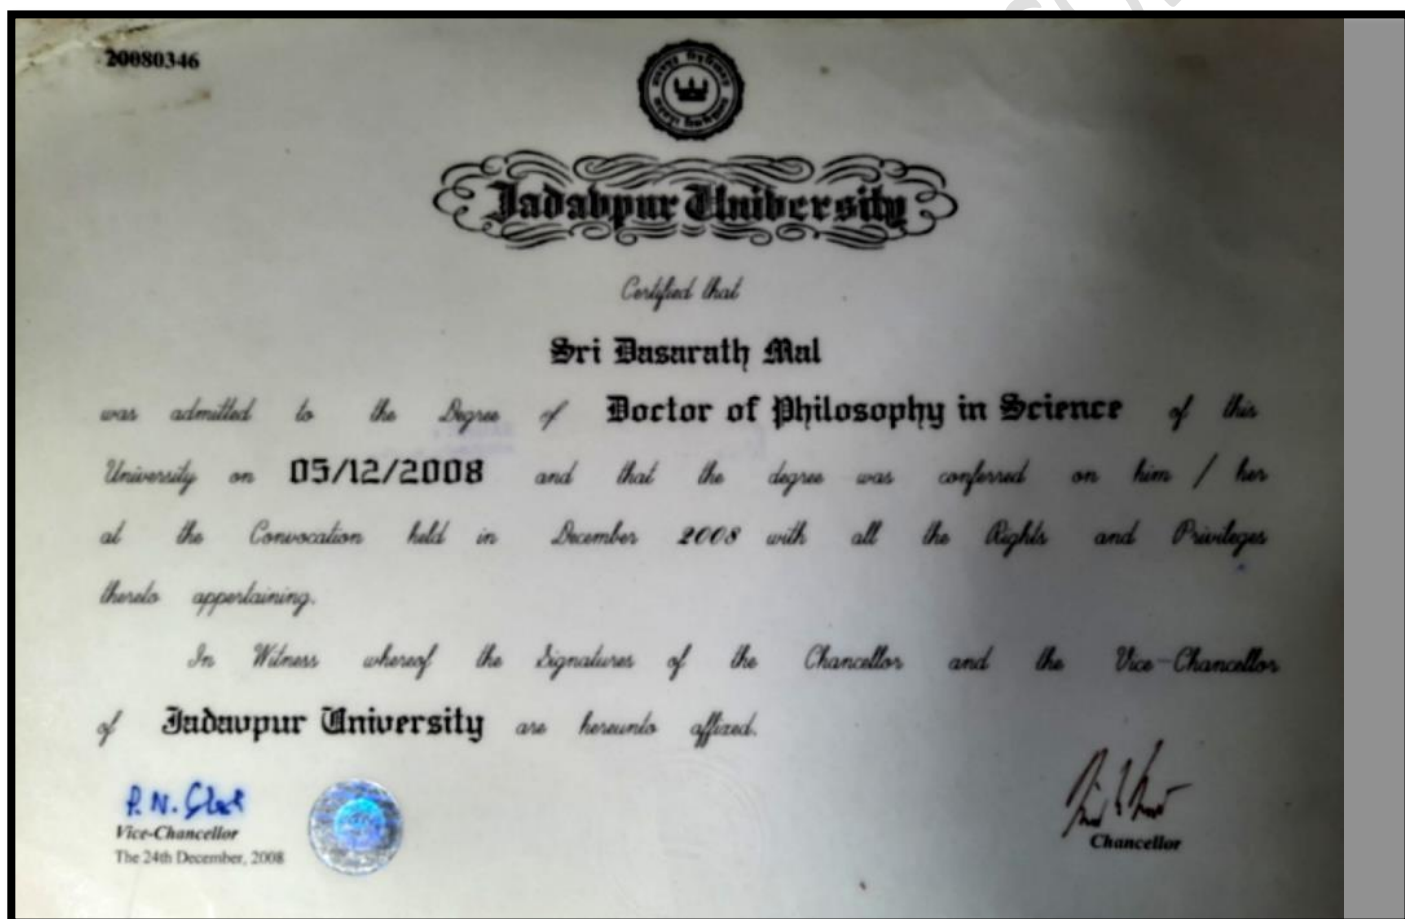 20080346
Jadavpur University
Certified that
Sri Dasarath Mal
was admitted to the Degree of Doctor of Philosophy in Science of this
University on 05/12/2008 and that the degree was conferred on him / her
at the Convocation held in December 2008 with all the Rights and Privileges
thereto appertaining.
In Witness whereof the Signatures of the Chancellor and the Vice-Chancellor
of Jadavpur University are hereunto affixed.
P. N.
Vice-Chancellor
The 24th December, 2008
Chancellor